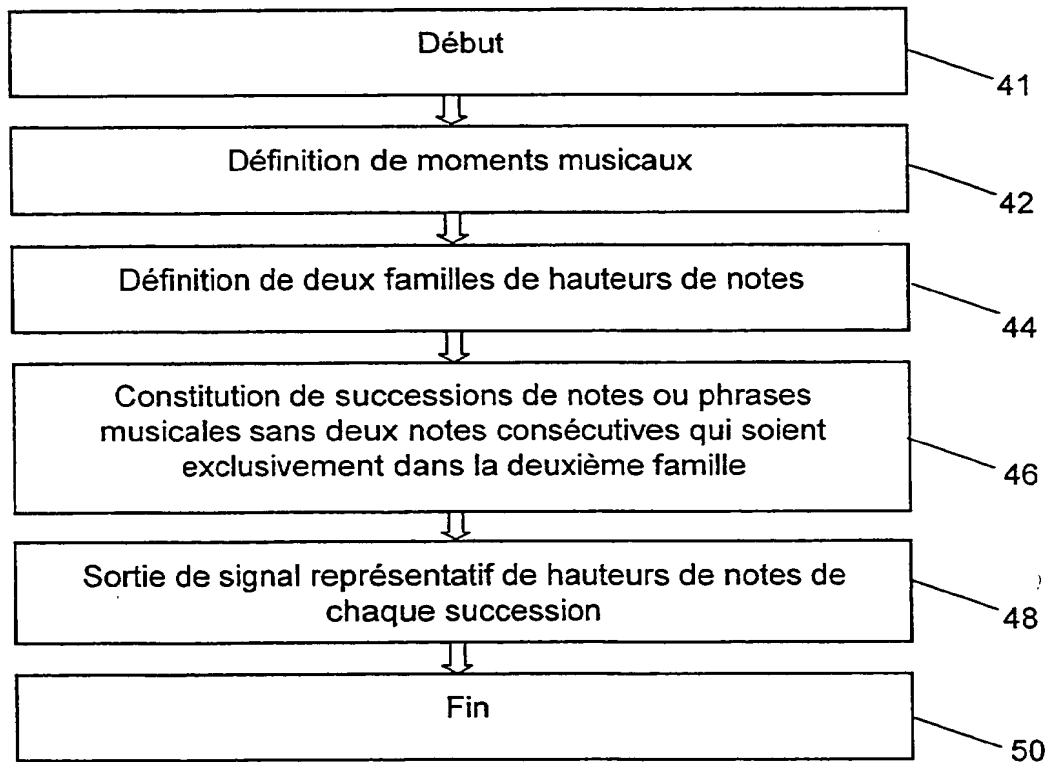 Début
41
Définition de moments musicaux
42
Définition de deux familles de hauteurs de notes
44
Constitution de successions de notes ou phrases
musicales sans deux notes consécutives qui soient
exclusivement dans la deuxième famille
46
Sortie de signal représentatif de hauteurs de notes de
chaque succession
48
Fin
50